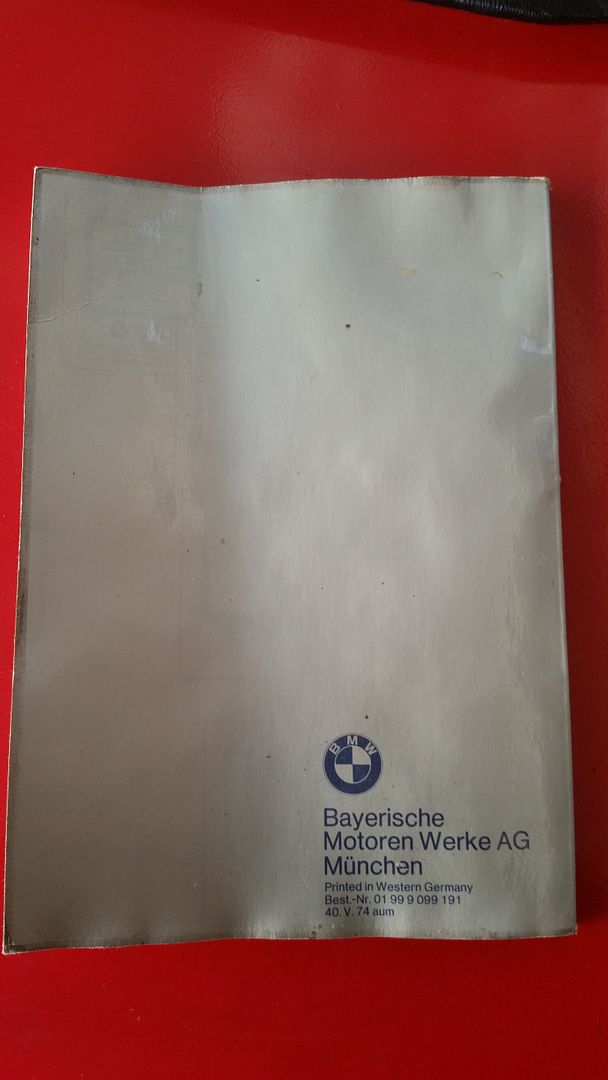 BMW
Bayerische
Motoren Werke AG
München
Printed in Western Germany
Best.-Nr. 01 99 9 099 191
40. V. 74 aum